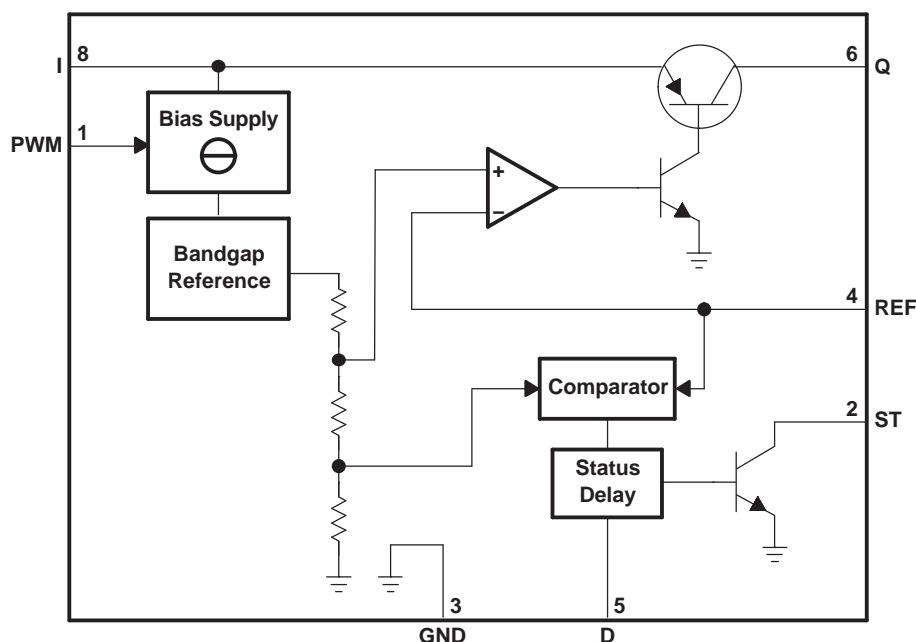 I
8
6
Q
Bias Supply
PWM
1
+
−
Bandgap
Reference
4
REF
Comparator
2
ST
Status
Delay
3
GND
5
D